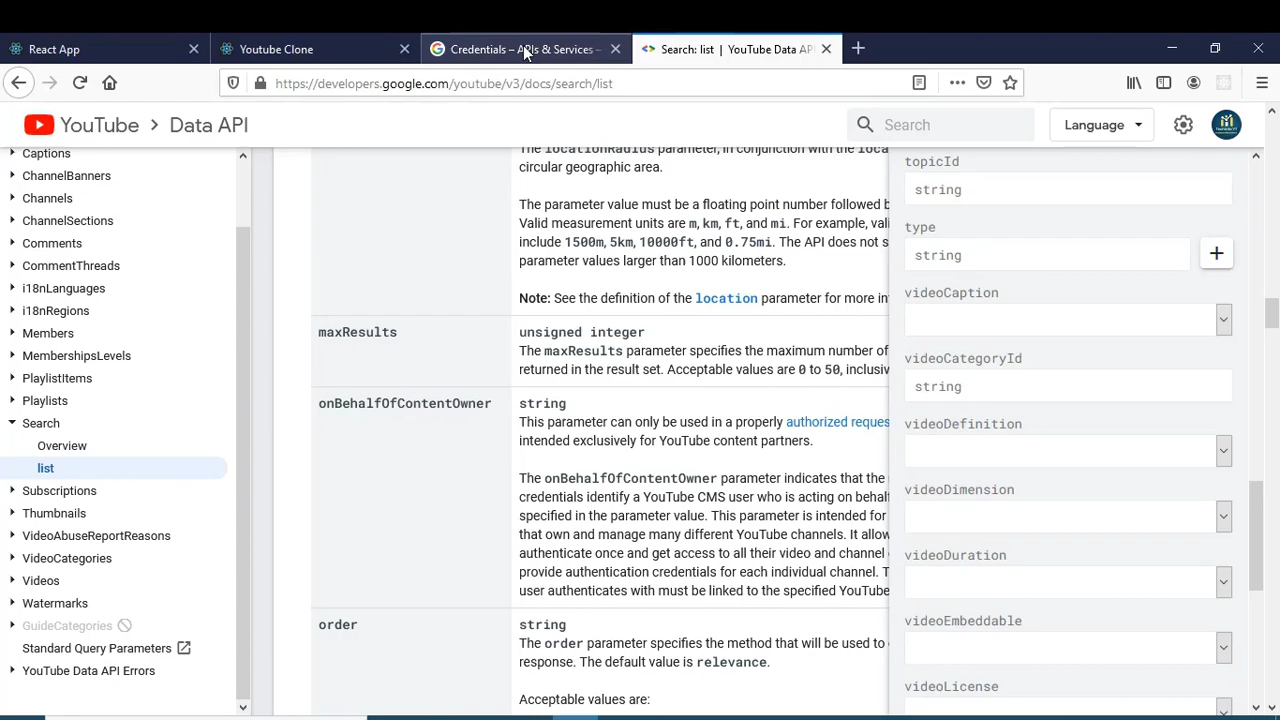 React App
Youtube Clone
Credentials – APIs & Services –
Search: list | YouTube Data API
https://developers.google.com/youtube/v3/docs/search/list
YouTube > Data API
Search
Language
Captions
ChannelBanners
Channels
ChannelSections
Comments
CommentThreads
i18nLanguages
i18nRegions
Members
MembershipsLevels
PlaylistItems
Playlists
Search
Overview
list
Subscriptions
Thumbnails
VideoAbuseReportReasons
VideoCategories
Videos
Watermarks
GuideCategories
Standard Query Parameters
YouTube Data API Errors
The locationRadius parameter, in conjunction with the loca
circular geographic area.
The parameter value must be a floating point number followed b
Valid measurement units are m, km, ft, and mi. For example, vali
include 1500m, 5km, 10000ft, and 0.75mi. The API does not s
parameter values larger than 1000 kilometers.
Note: See the definition of the location parameter for more in
maxResults
unsigned integer
The maxResults parameter specifies the maximum number of
returned in the result set. Acceptable values are 0 to 50, inclusiv
onBehalfOfContentOwner
string
This parameter can only be used in a properly authorized reques
intended exclusively for YouTube content partners.
The onBehalfOfContentOwner parameter indicates that the
credentials identify a YouTube CMS user who is acting on behalf
specified in the parameter value. This parameter is intended for
that own and manage many different YouTube channels. It allow
authenticate once and get access to all their video and channel
provide authentication credentials for each individual channel. T
user authenticates with must be linked to the specified YouTube
order
string
The order parameter specifies the method that will be used to
response. The default value is relevance.
Acceptable values are:
topicId
string
type
string
videoCaption
videoCategoryId
string
videoDefinition
videoDimension
videoDuration
videoEmbeddable
videoLicense